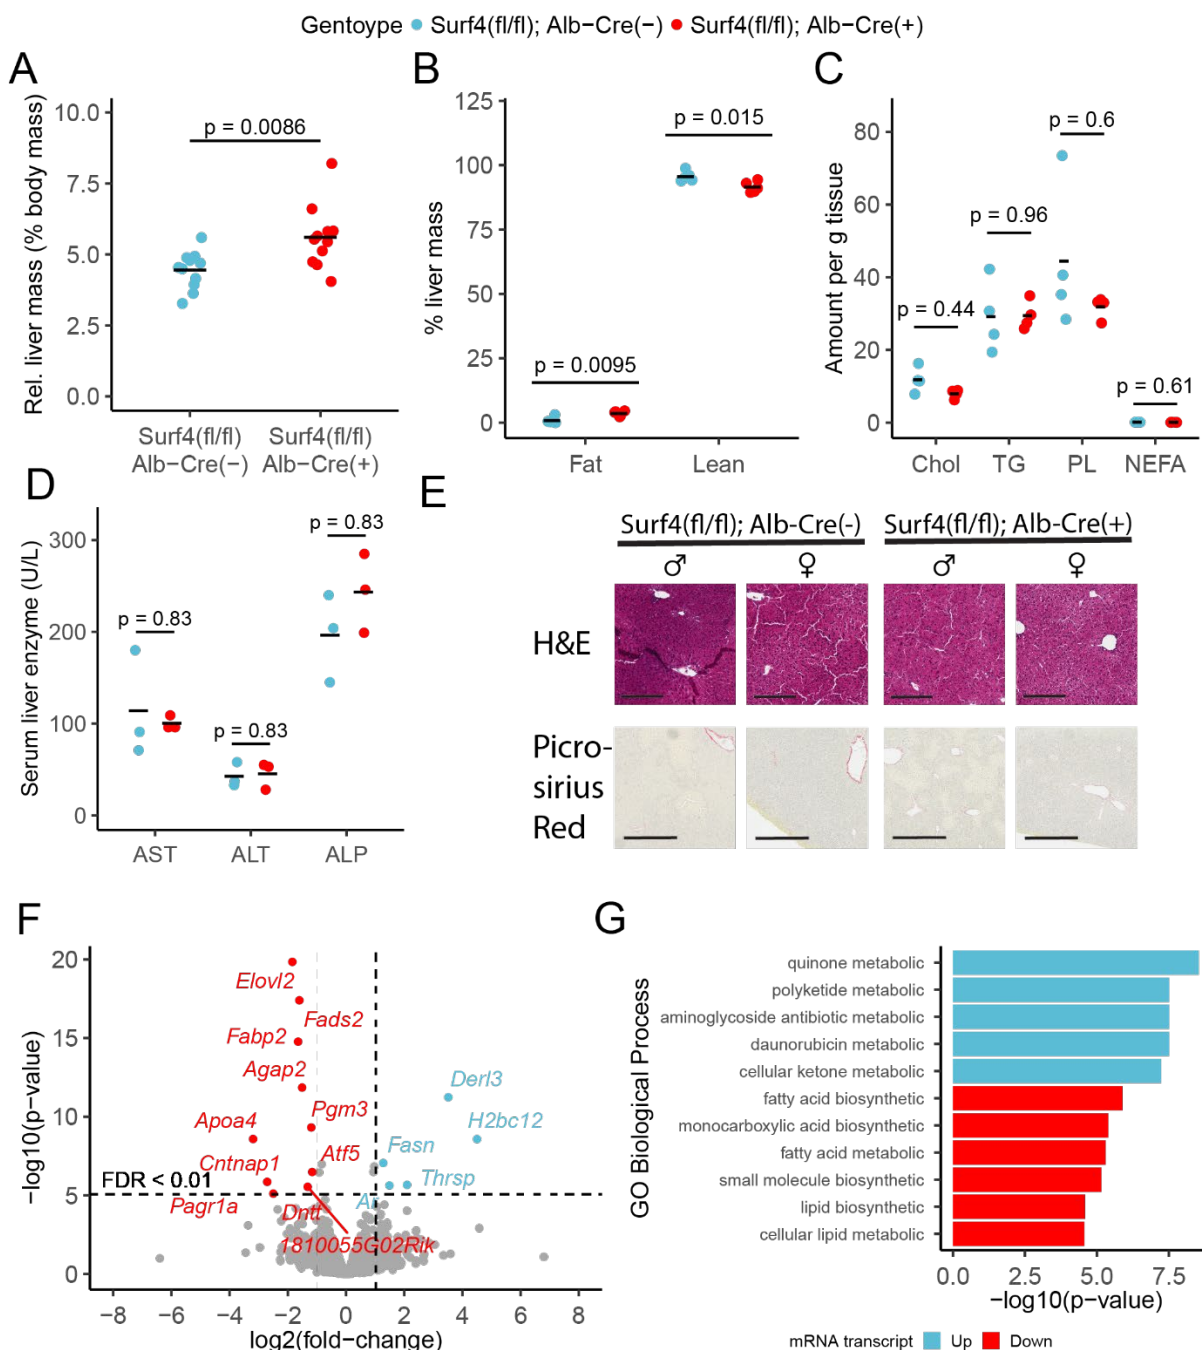 Gentoype Surf4(fl/fl); Alb−Cre(−) Surf4(fl/fl); Alb−Cre(+)
A
Rel. liver mass (% body mass)
10.0
7.5
5.0
2.5
0.0
p = 0.0086
Surf4(fl/fl)
Alb−Cre(−)
Surf4(fl/fl)
Alb−Cre(+)
B
% liver mass
125
100
75
50
25
0
p = 0.015
p = 0.0095
Fat
Lean
C
Amount per g tissue
80
60
40
20
0
p = 0.44
p = 0.96
p = 0.6
p = 0.61
Chol
TG
PL
NEFA
D
Serum liver enzyme (U/L)
300
200
100
0
p = 0.83
p = 0.83
p = 0.83
AST
ALT
ALP
E
Surf4(fl/fl); Alb-Cre(-)
Surf4(fl/fl); Alb-Cre(+)
♂ ♀ ♂ ♀
H&E
Picro-
sirius
Red
F
−log10(p−value)
20
15
10
5
0
Elovl2
Fads2
Fabp2
Agap2
Pgm3
Apoa4
Atf5
Cntnap1
FDR < 0.01
Pagr1a
Dntt
1810055G02Rik
Derl3
H2bc12
Fasn
Thrsp
−8 −6 −4 −2 0 2 4 6 8
log2(fold−change)
G
GO Biological Process
quinone metabolic
polyketide metabolic
aminoglycoside antibiotic metabolic
daunorubicin metabolic
cellular ketone metabolic
fatty acid biosynthetic
monocarboxylic acid biosynthetic
fatty acid metabolic
small molecule biosynthetic
lipid biosynthetic
cellular lipid metabolic
0.0 2.5 5.0 7.5
−log10(p−value)
mRNA transcript Up Down